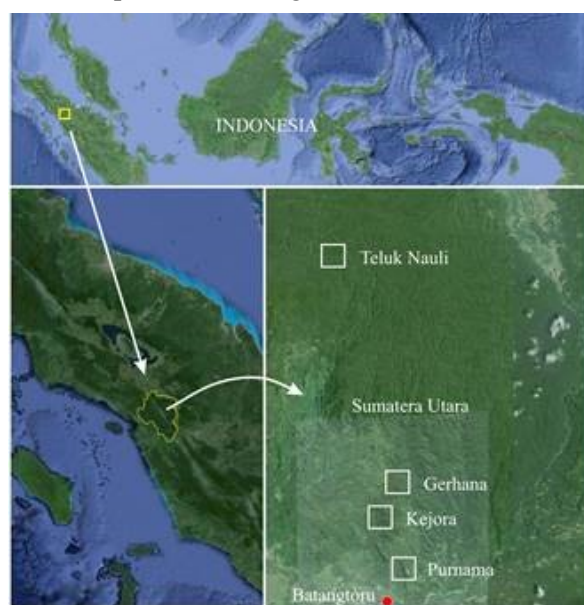 INDONESIA
Teluk Nauli
Sumatera Utara
Gerhana
Kejora
Purnama
Batangtoru